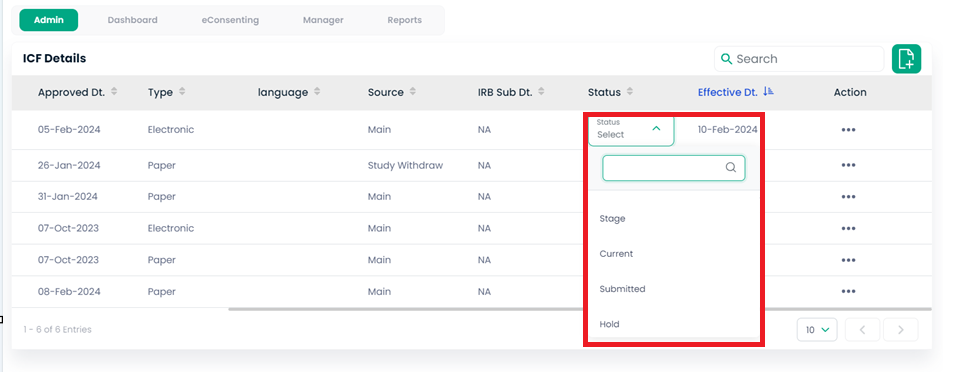 Admin Dashboard eConsenting Manager Reports
ICF Details Search
Approved Dt. Type language Source IRB Sub Dt. Status Effective Dt. Action
05-Feb-2024 Electronic Main NA Status Select 10-Feb-2024
26-Jan-2024 Paper Study Withdraw NA
31-Jan-2024 Paper Main NA
Stage
07-Oct-2023 Electronic Main NA
Current
07-Oct-2023 Paper Main NA
Submitted
08-Feb-2024 Paper Main NA
Hold
1 - 6 of 6 Entries 10